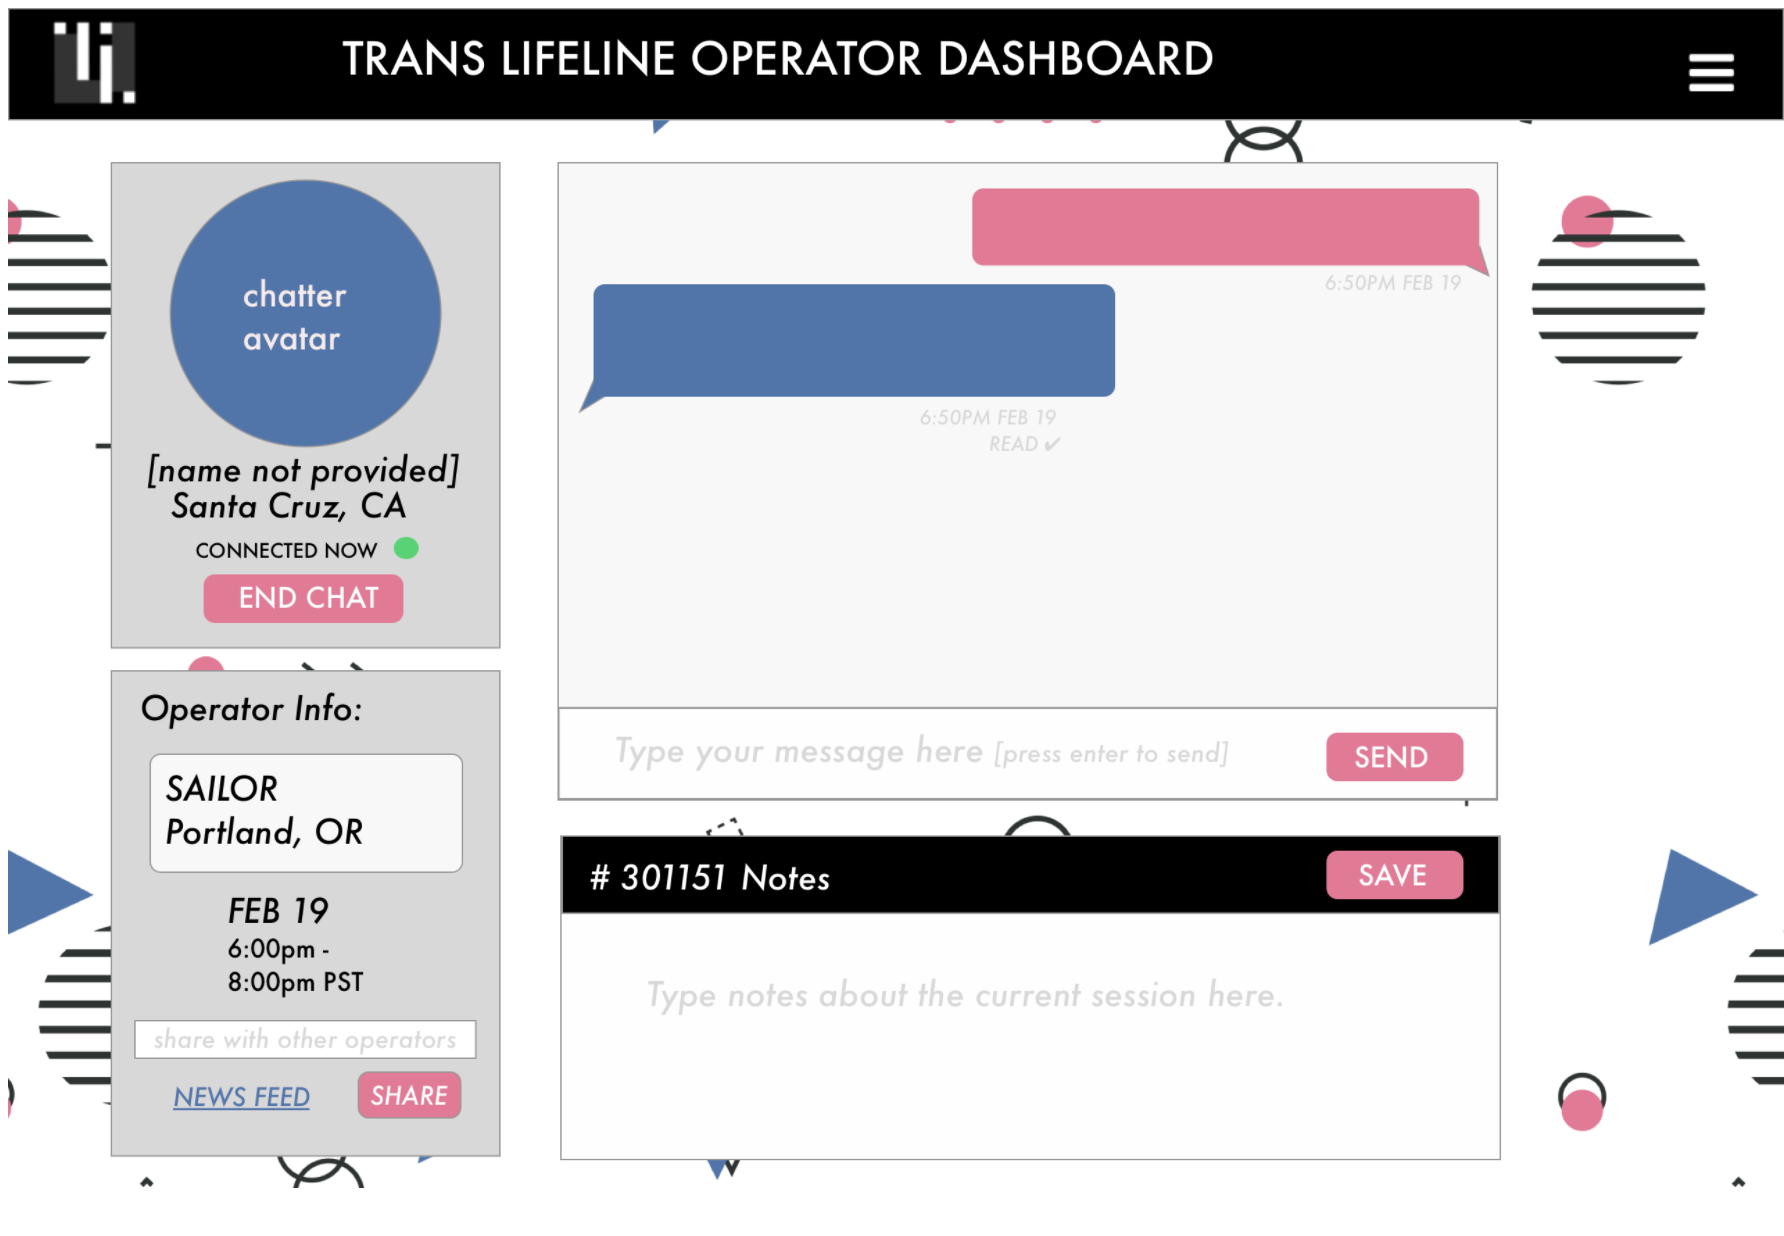 TRANS LIFELINE OPERATOR DASHBOARD
chatter
avatar
[name not provided]
Santa Cruz, CA
CONNECTED NOW
END CHAT
6:50PM FEB 19
6:50PM FEB 19
READ ✔
Type your message here [press enter to send]
SEND
Operator Info:
SAILOR
Portland, OR
FEB 19
6:00pm -
8:00pm PST
share with other operators
NEWS FEED
SHARE
# 301151 Notes
SAVE
Type notes about the current session here.